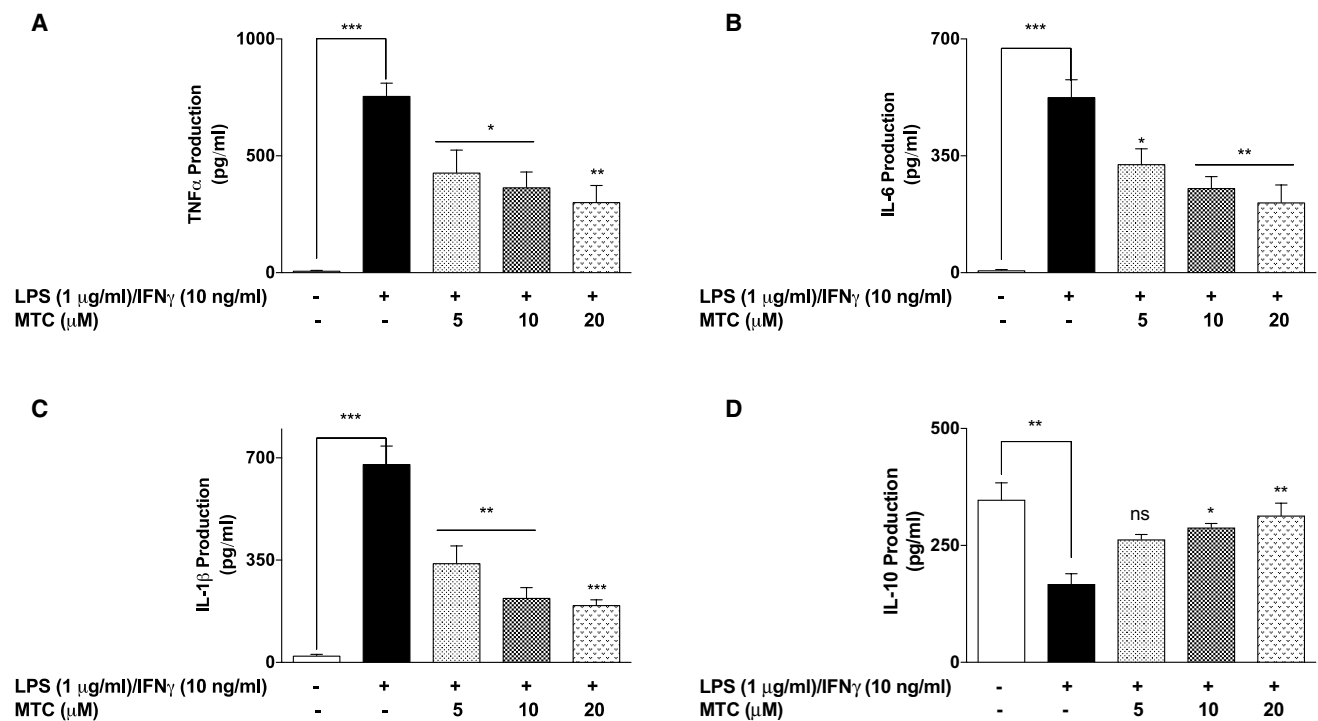 A
TNFα Production
(pg/ml)
1000
500
0
***
*
**
LPS (1 μg/ml)/IFNγ (10 ng/ml) - + + + +
MTC (μM) - - 5 10 20
B
IL-6 Production
(pg/ml)
700
350
0
***
*
**
LPS (1 μg/ml)/IFNγ (10 ng/ml) - + + + +
MTC (μM) - - 5 10 20
C
IL-1β Production
(pg/ml)
700
350
0
***
**
***
LPS (1 μg/ml)/IFNγ (10 ng/ml) - + + + +
MTC (μM) - - 5 10 20
D
IL-10 Production
(pg/ml)
500
250
0
**
ns
*
**
LPS (1 μg/ml)/IFNγ (10 ng/ml) - + + + +
MTC (μM) - - 5 10 20